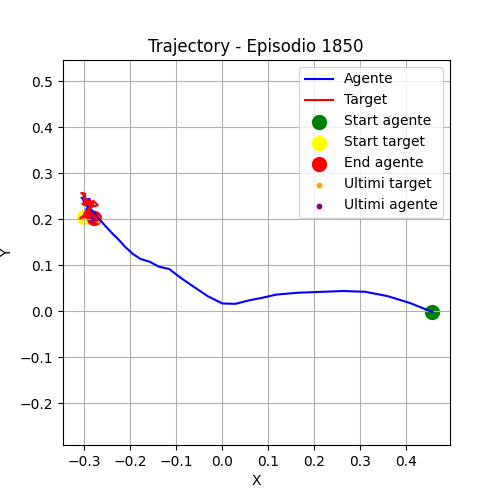 Trajectory - Episodio 1850
Agente
Target
Start agente
Start target
End agente
Ultimi target
Ultimi agente
0.5
0.4
0.3
0.2
0.1
0.0
−0.1
−0.2
Y
−0.3 −0.2 −0.1 0.0 0.1 0.2 0.3 0.4
X